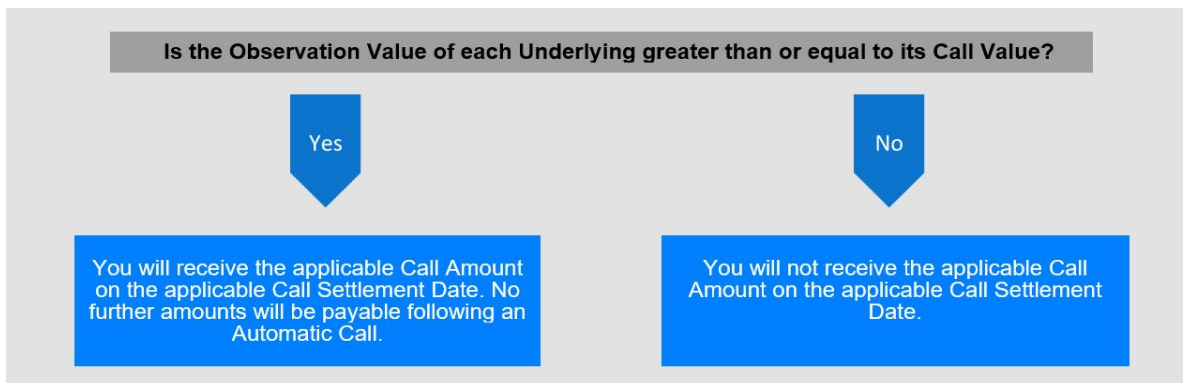 Is the Observation Value of each Underlying greater than or equal to its Call Value?
Yes
No
You will receive the applicable Call Amount
on the applicable Call Settlement Date. No
further amounts will be payable following an
Automatic Call.
You will not receive the applicable Call
Amount on the applicable Call Settlement
Date.